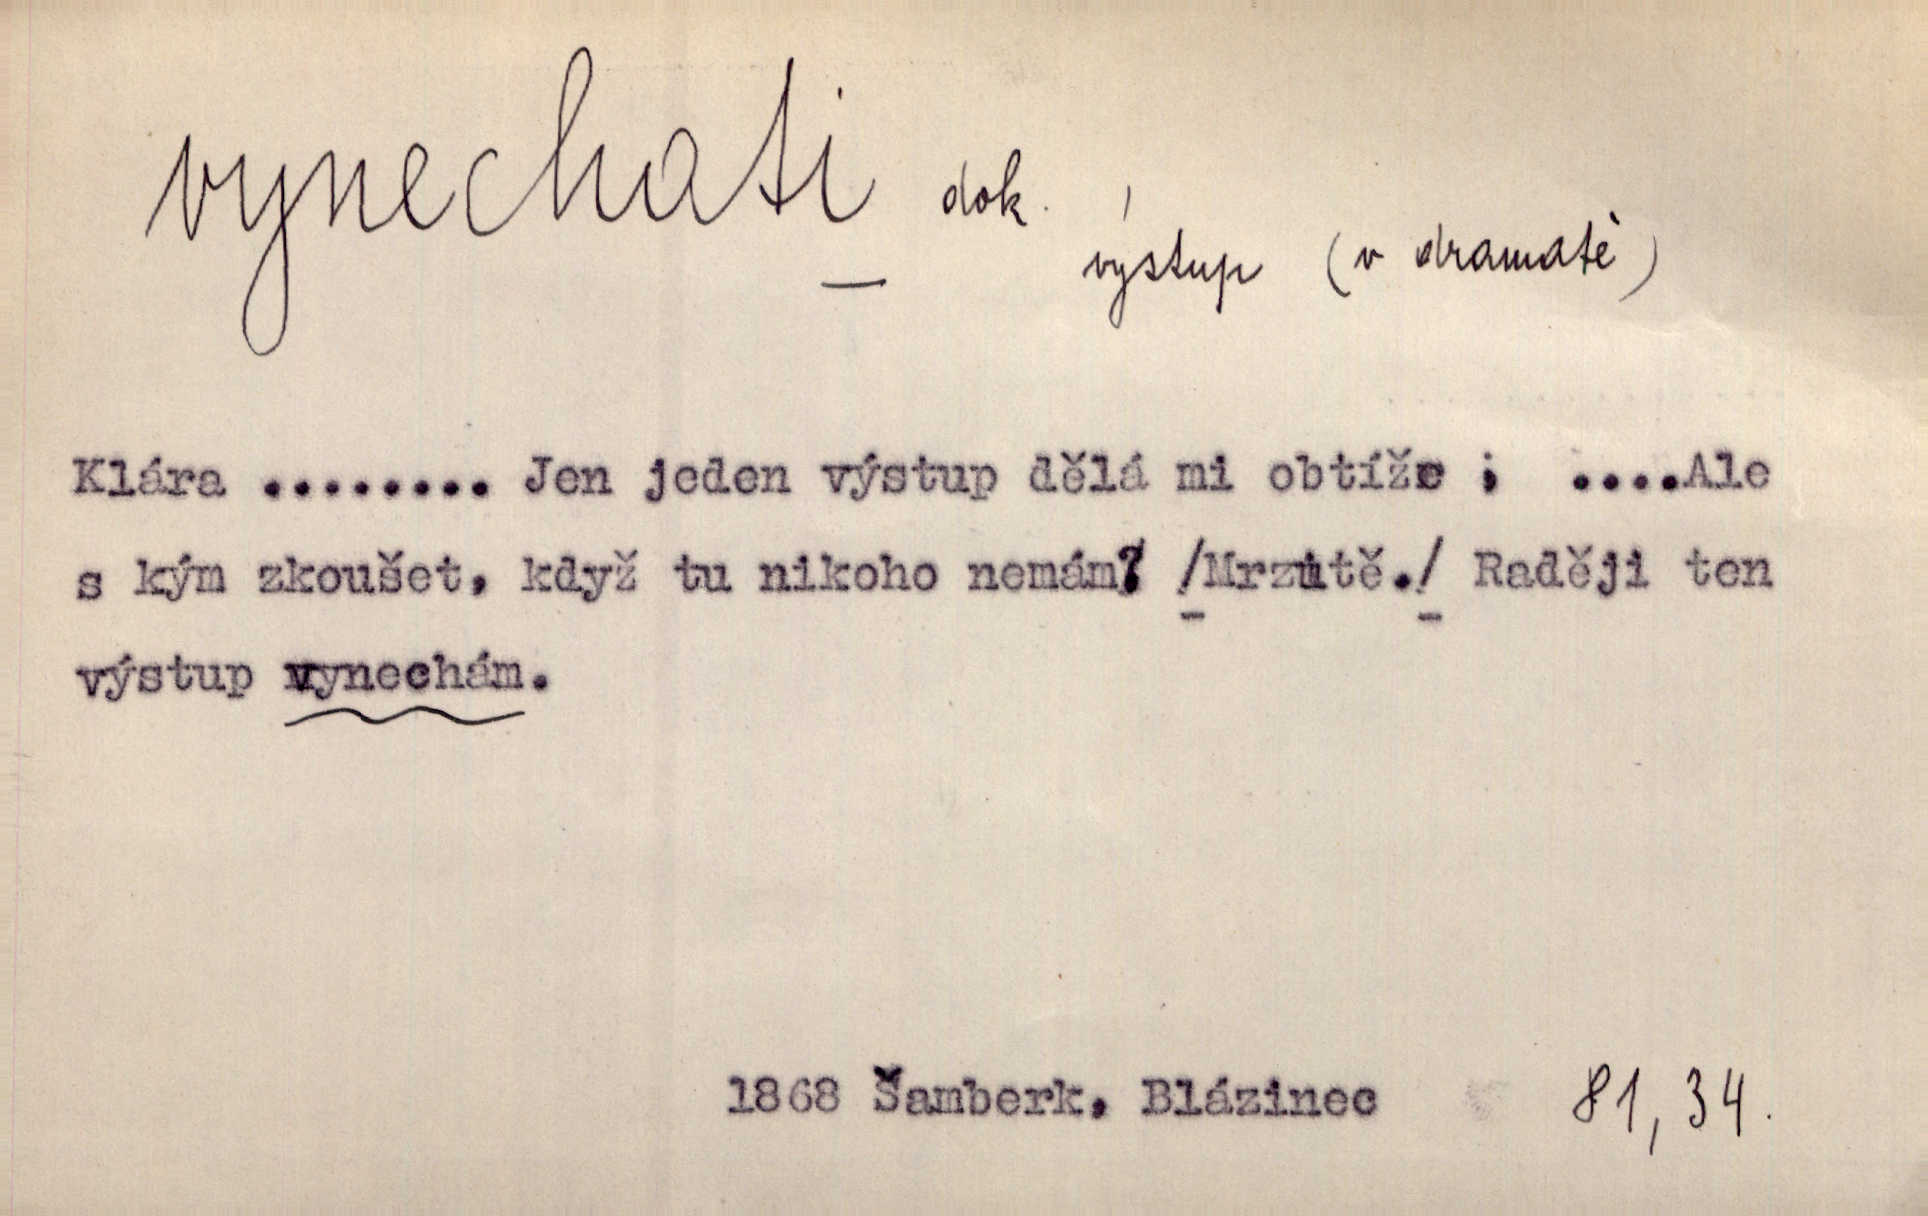 vynechati dok.
výstup (v dramatě)
Klára ........ Jen jeden výstup dělá mi obtíže ; ....Ale
s kým zkoušet, když tu nikoho nemám? /Mrzutě./ Raději ten
výstup vynechám.
1868 Šamberk, Blázinec 81, 34.